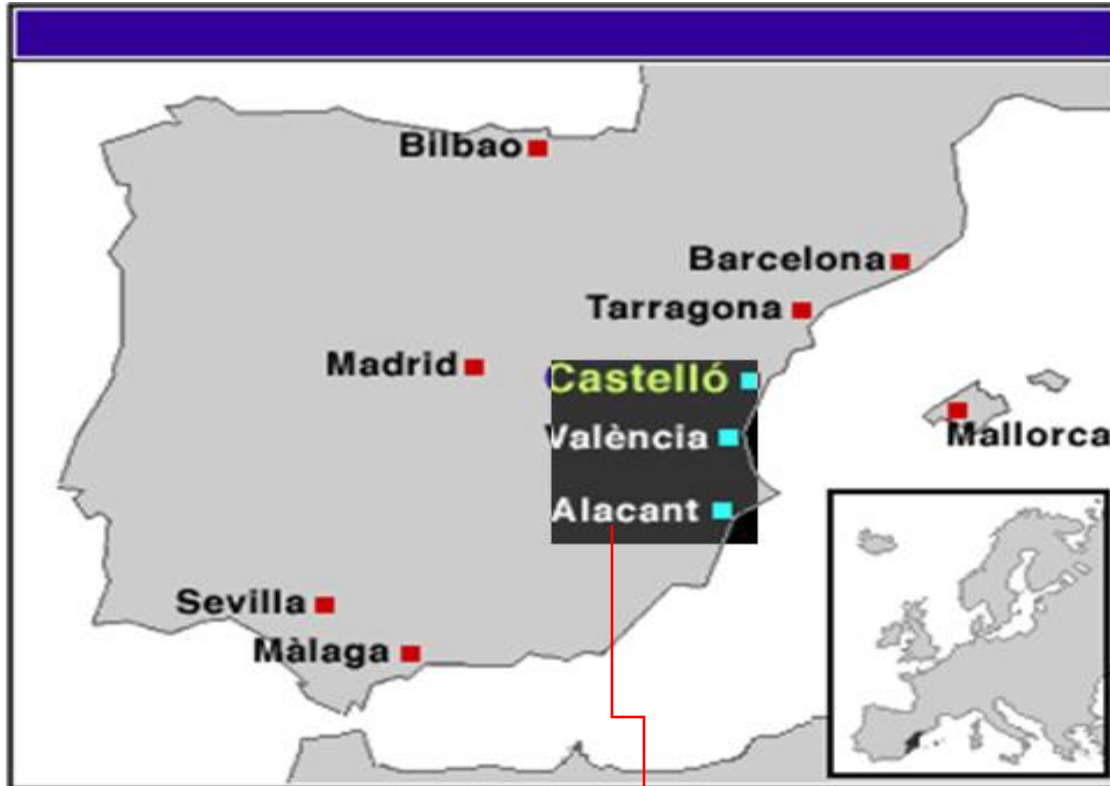 Bilbao
Barcelona
Tarragona
Madrid
Castelló
València
Mallorca
Alacant
Sevilla
Màlaga